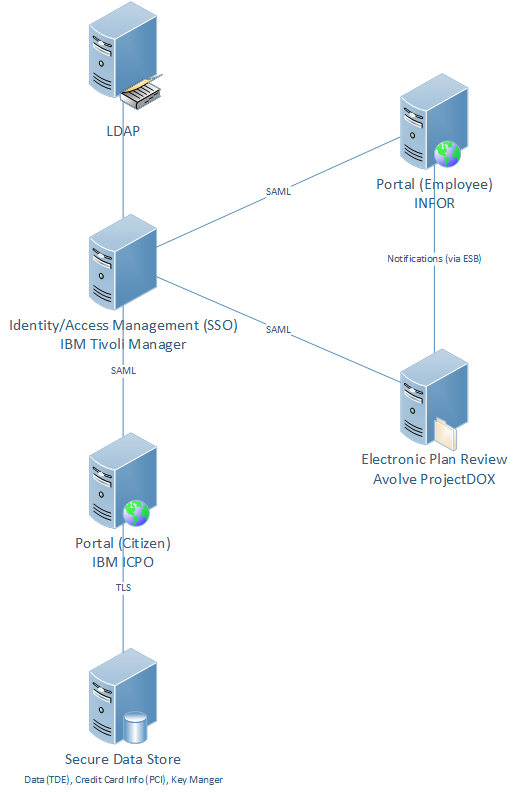 LDAP
SAML
Portal (Employee)
INFOR
Notifications (via ESB)
Identity/Access Management (SSO)
IBM Tivoli Manager
SAML
SAML
Electronic Plan Review
Avolve ProjectDOX
Portal (Citizen)
IBM ICPO
TLS
Secure Data Store
Data (TDE), Credit Card Info (PCI), Key Manger